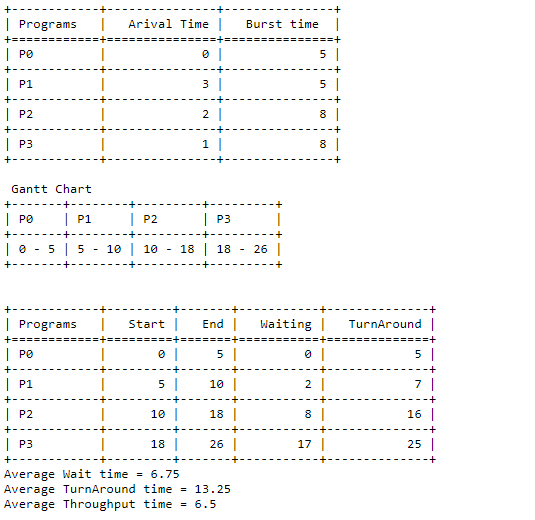 Programs Arival Time Burst time
P0 0 5
P1 3 5
P2 2 8
P3 1 8
Gantt Chart
P0 P1 P2 P3
0 - 5 5 - 10 10 - 18 18 - 26
Programs Start End Waiting TurnAround
P0 0 5 0 5
P1 5 10 2 7
P2 10 18 8 16
P3 18 26 17 25
Average Wait time = 6.75
Average TurnAround time = 13.25
Average Throughput time = 6.5